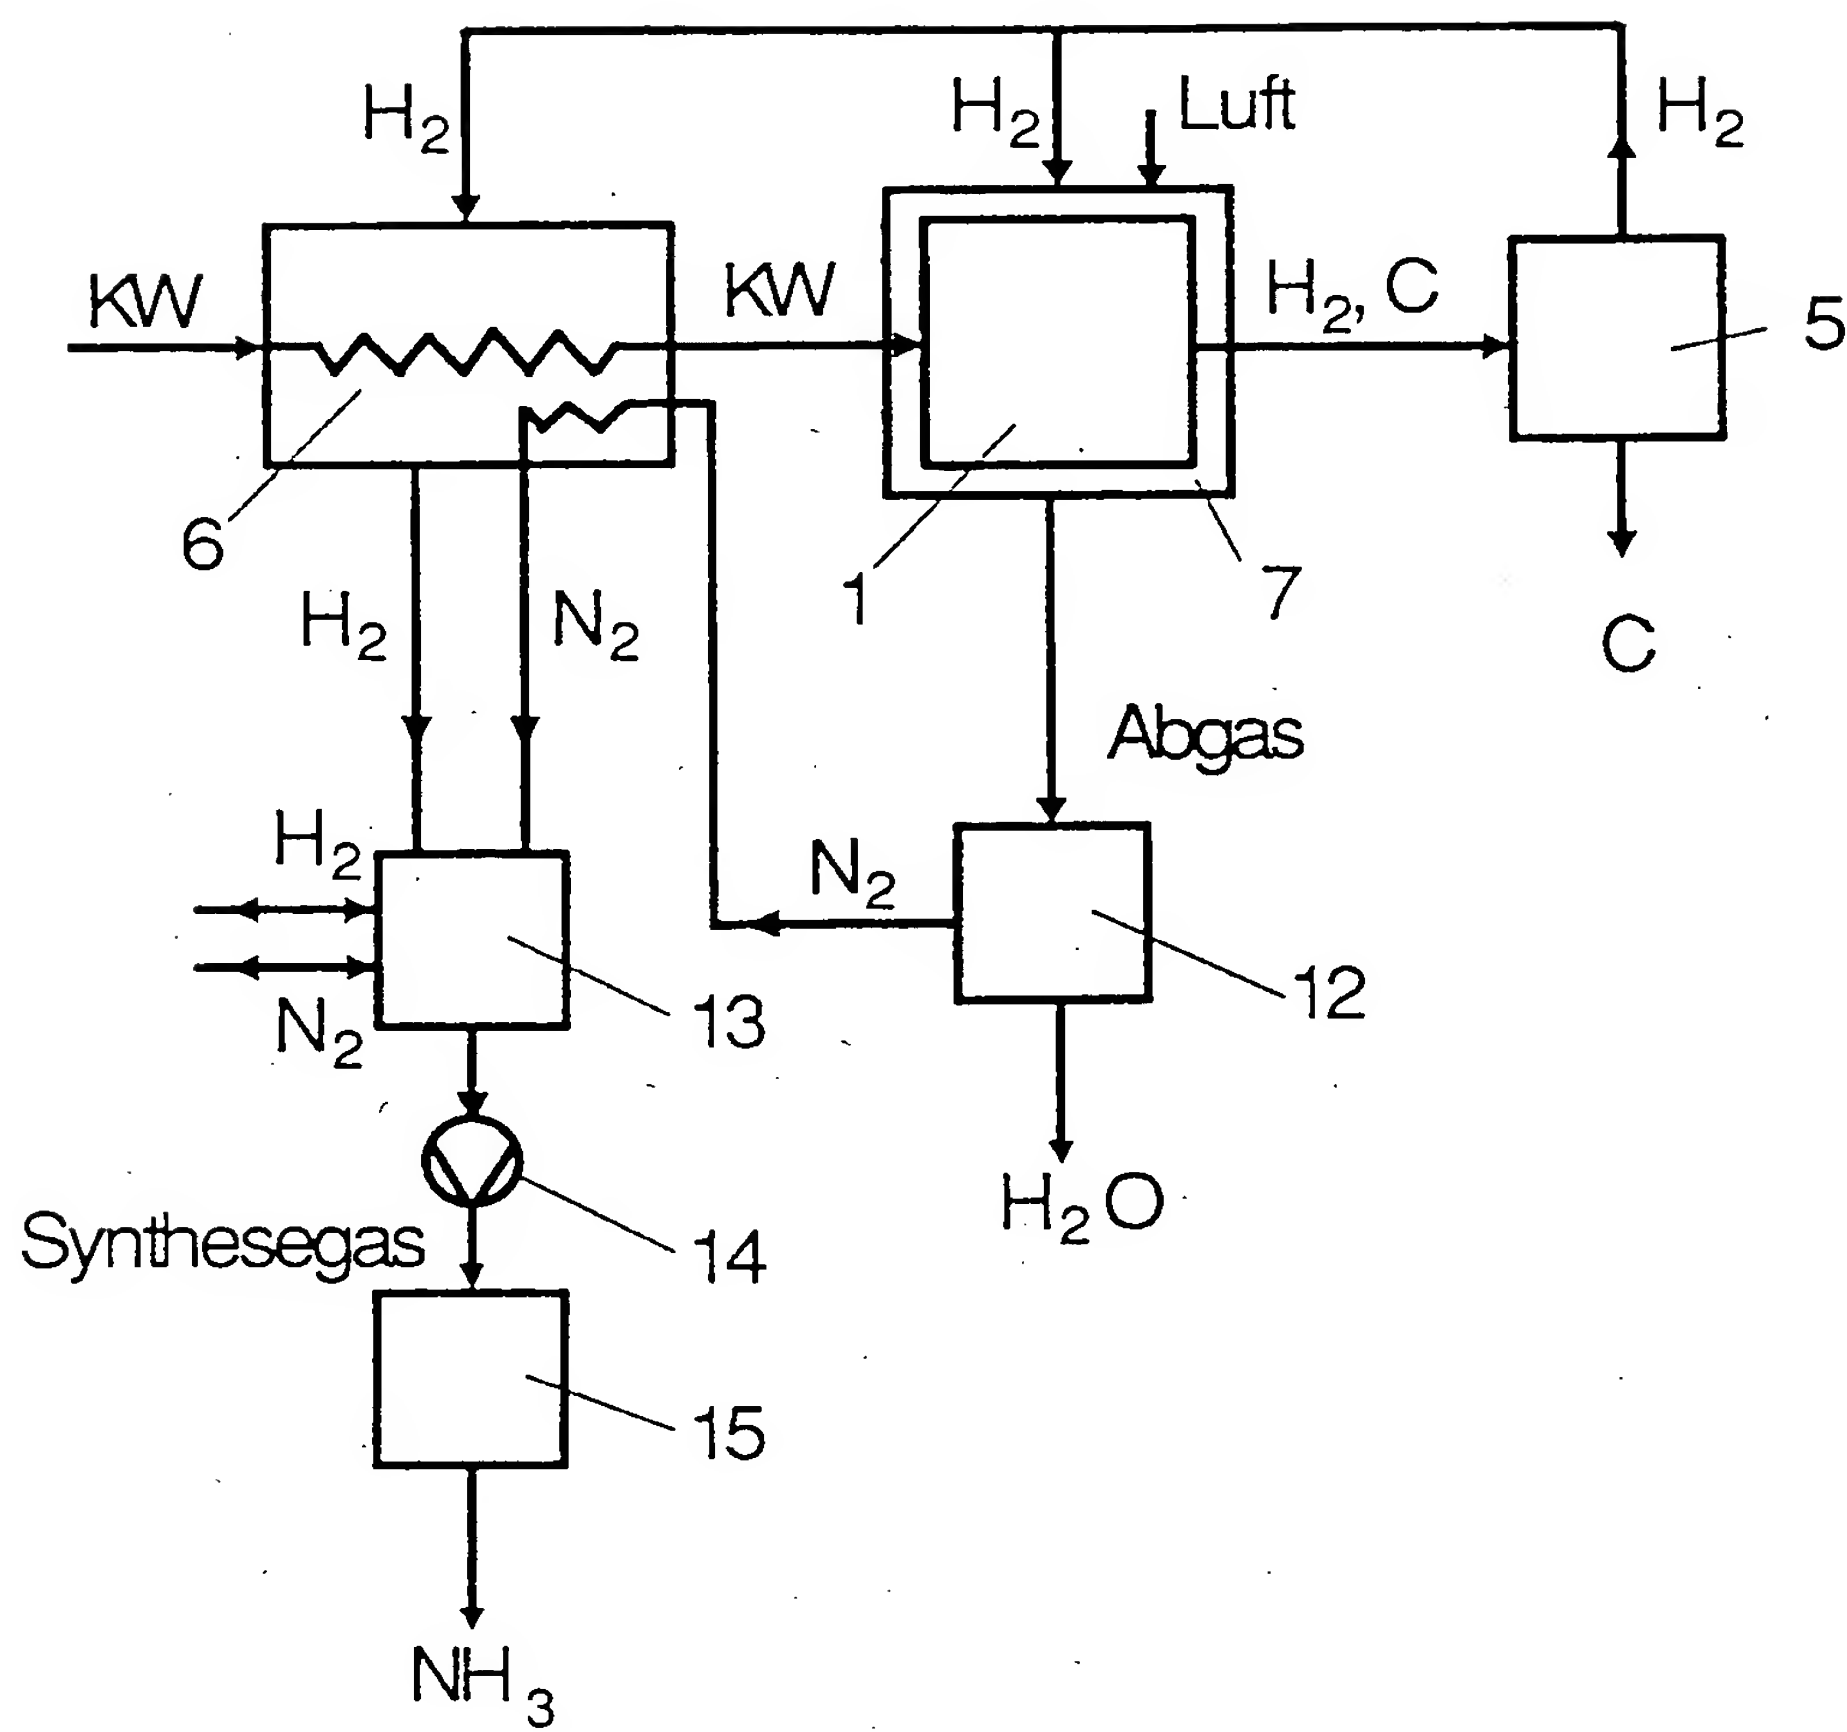 H₂
H₂
Luft
H₂
KW
KW
H₂, C
5
6
1
7
H₂
N₂
C
Abgas
H₂
N₂
12
N₂
13
H₂O
Synthesegas
14
15
NH₃